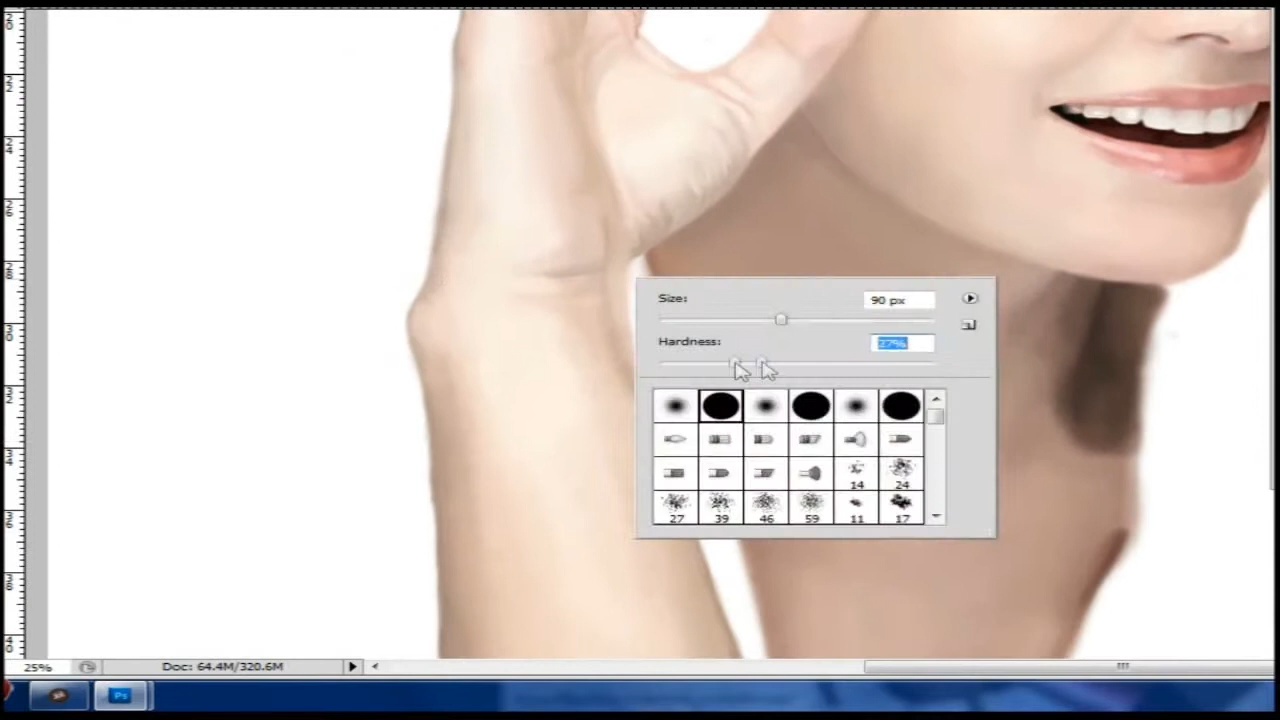 Size:
90 px
Hardness:
27%
14
24
27
39
46
59
11
17
25%
Doc: 64.4M/320.6M
Ps